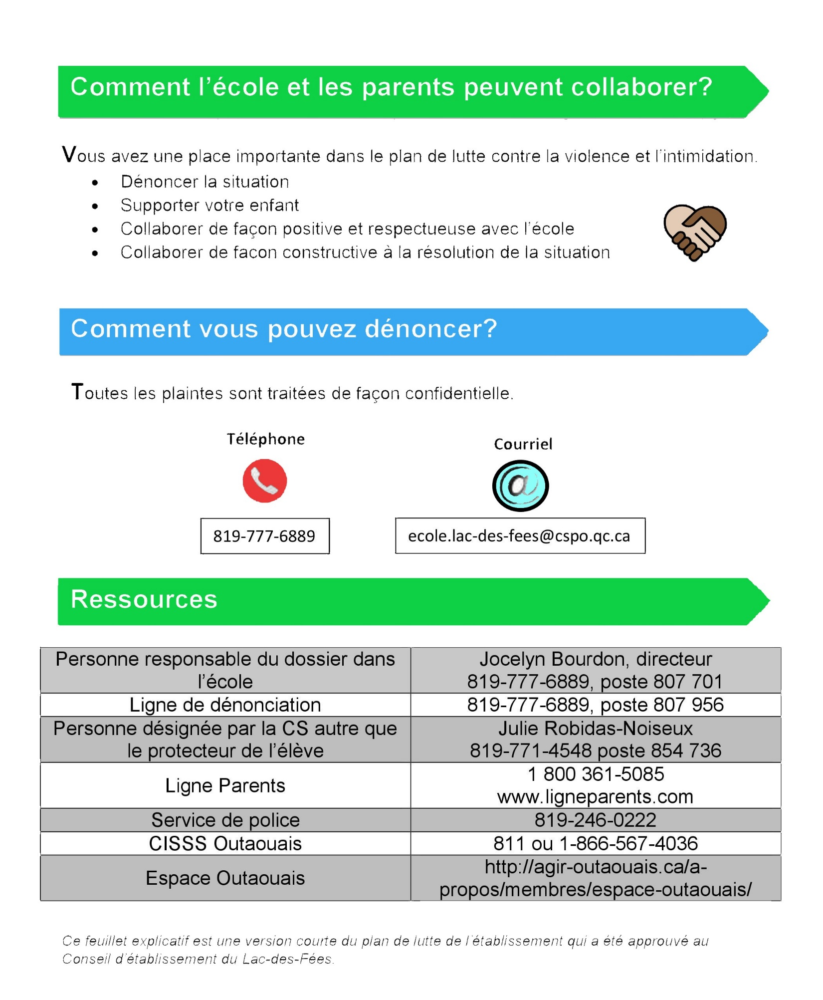 Comment l'école et les parents peuvent collaborer?
Vous avez une place importante dans le plan de lutte contre la violence et l'intimidation.
• Dénoncer la situation
• Supporter votre enfant
• Collaborer de façon positive et respectueuse avec l'école
• Collaborer de facon constructive à la résolution de la situation
Comment vous pouvez dénoncer?
Toutes les plaintes sont traitées de façon confidentielle.
Téléphone
Courriel
819-777-6889
ecole.lac-des-fees@cspo.qc.ca
Ressources
Personne responsable du dossier dans
l'école
Jocelyn Bourdon, directeur
819-777-6889, poste 807 701
Ligne de dénonciation
819-777-6889, poste 807 956
Personne désignée par la CS autre que
le protecteur de l'élève
Julie Robidas-Noiseux
819-771-4548 poste 854 736
Ligne Parents
1 800 361-5085
www.ligneparents.com
Service de police
819-246-0222
CISSS Outaouais
811 ou 1-866-567-4036
Espace Outaouais
http://agir-outaouais.ca/a-
propos/membres/espace-outaouais/
Ce feuillet explicatif est une version courte du plan de lutte de l'établissement qui a été approuvé au
Conseil d'établissement du Lac-des-Fées.